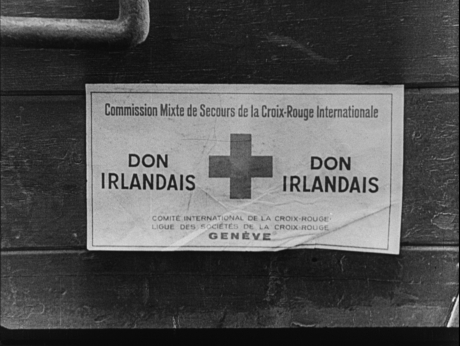 Commission Mixte de Secours de la Croix-Rouge Internationale
DON IRLANDAIS
DON IRLANDAIS
COMITÉ INTERNATIONAL DE LA CROIX-ROUGE
LIGUE DES SOCIÉTÉS DE LA CROIX-ROUGE
GENÈVE